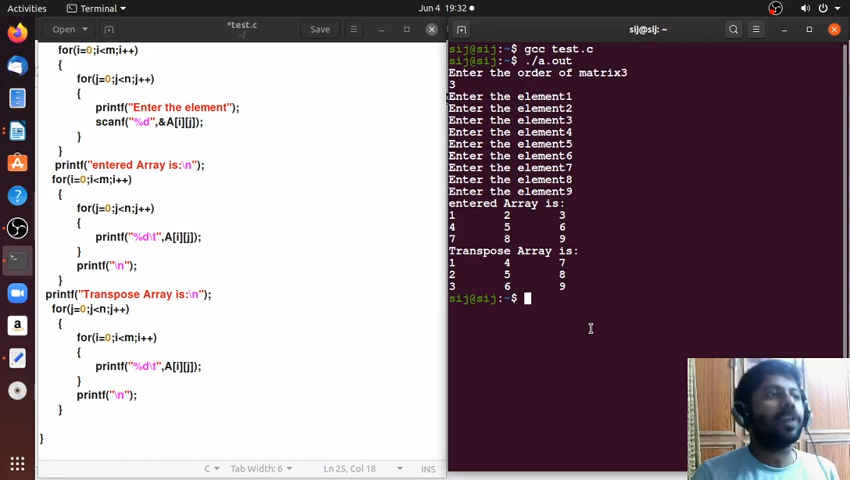 Activities
Terminal
Jun 4 19:32
Open
*test.c
~/
Save
for(i=0;i<m;i++)
{
for(j=0;j<n;j++)
{
printf("Enter the element");
scanf("%d",&A[i][j]);
}
}
printf("entered Array is:\n");
for(i=0;i<m;i++)
{
for(j=0;j<n;j++)
{
printf("%d\t",A[i][j]);
}
printf("\n");
}
printf("Transpose Array is:\n");
for(j=0;j<n;j++)
{
for(i=0;i<m;i++)
{
printf("%d\t",A[i][j]);
}
printf("\n");
}
}
C
Tab Width: 6
Ln 25, Col 18
INS
sij@sij: ~
sij@sij:~$ gcc test.c
sij@sij:~$ ./a.out
Enter the order of matrix3
3
Enter the element1
Enter the element2
Enter the element3
Enter the element4
Enter the element5
Enter the element6
Enter the element7
Enter the element8
Enter the element9
entered Array is:
1 2 3
4 5 6
7 8 9
Transpose Array is:
1 4 7
2 5 8
3 6 9
sij@sij:~$